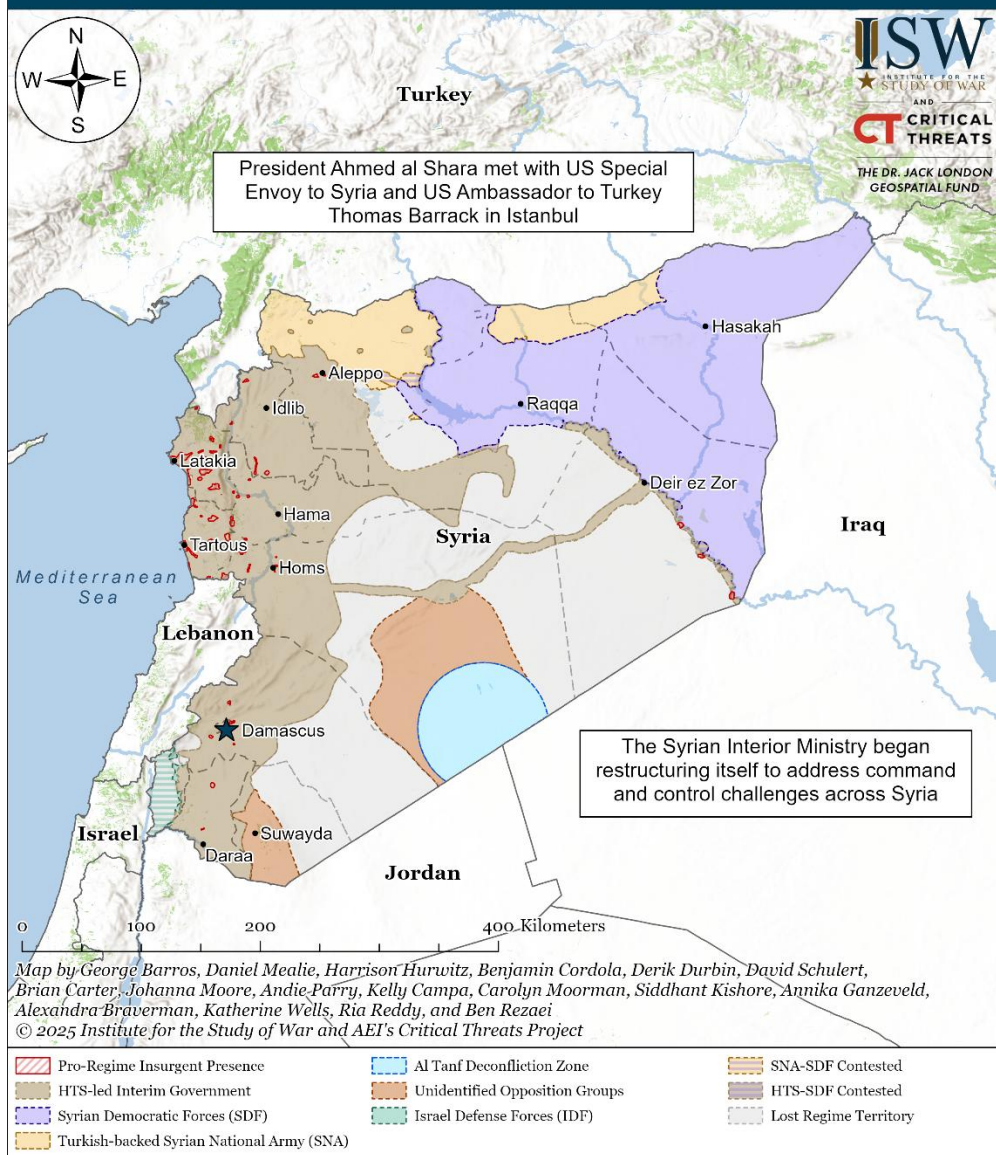 N
W E
S
ISW
INSTITUTE FOR THE
STUDY OF WAR
AND
CT CRITICAL
THREATS
THE DR. JACK LONDON
GEOSPATIAL FUND
Turkey
President Ahmed al Shara met with US Special
Envoy to Syria and US Ambassador to Turkey
Thomas Barrack in Istanbul
Hasakah
Aleppo
Raqqa
Idlib
Latakia
Deir ez Zor
Hama
Syria
Iraq
Tartous
Homs
Mediterranean
Sea
Lebanon
Damascus
The Syrian Interior Ministry began
restructuring itself to address command
and control challenges across Syria
Israel
Suwayda
Daraa
Jordan
0 100 200 400 Kilometers
Map by George Barros, Daniel Mealie, Harrison Hurwitz, Benjamin Cordola, Derik Durbin, David Schulert,
Brian Carter, Johanna Moore, Andie Parry, Kelly Campa, Carolyn Moorman, Siddhant Kishore, Annika Ganzeveld,
Alexandra Braverman, Katherine Wells, Ria Reddy, and Ben Rezaei
© 2025 Institute for the Study of War and AEI's Critical Threats Project
Pro-Regime Insurgent Presence
HTS-led Interim Government
Syrian Democratic Forces (SDF)
Turkish-backed Syrian National Army (SNA)
Al Tanf Deconfliction Zone
Unidentified Opposition Groups
Israel Defense Forces (IDF)
SNA-SDF Contested
HTS-SDF Contested
Lost Regime Territory